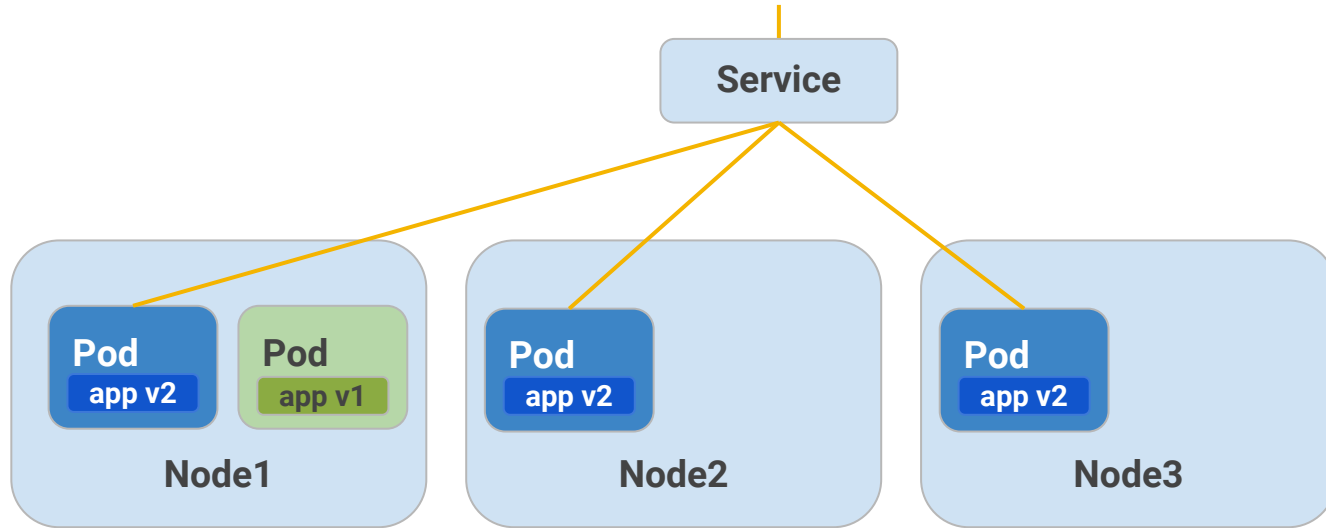 Service
Pod
app v2
Pod
app v1
Node1
Pod
app v2
Node2
Pod
app v2
Node3